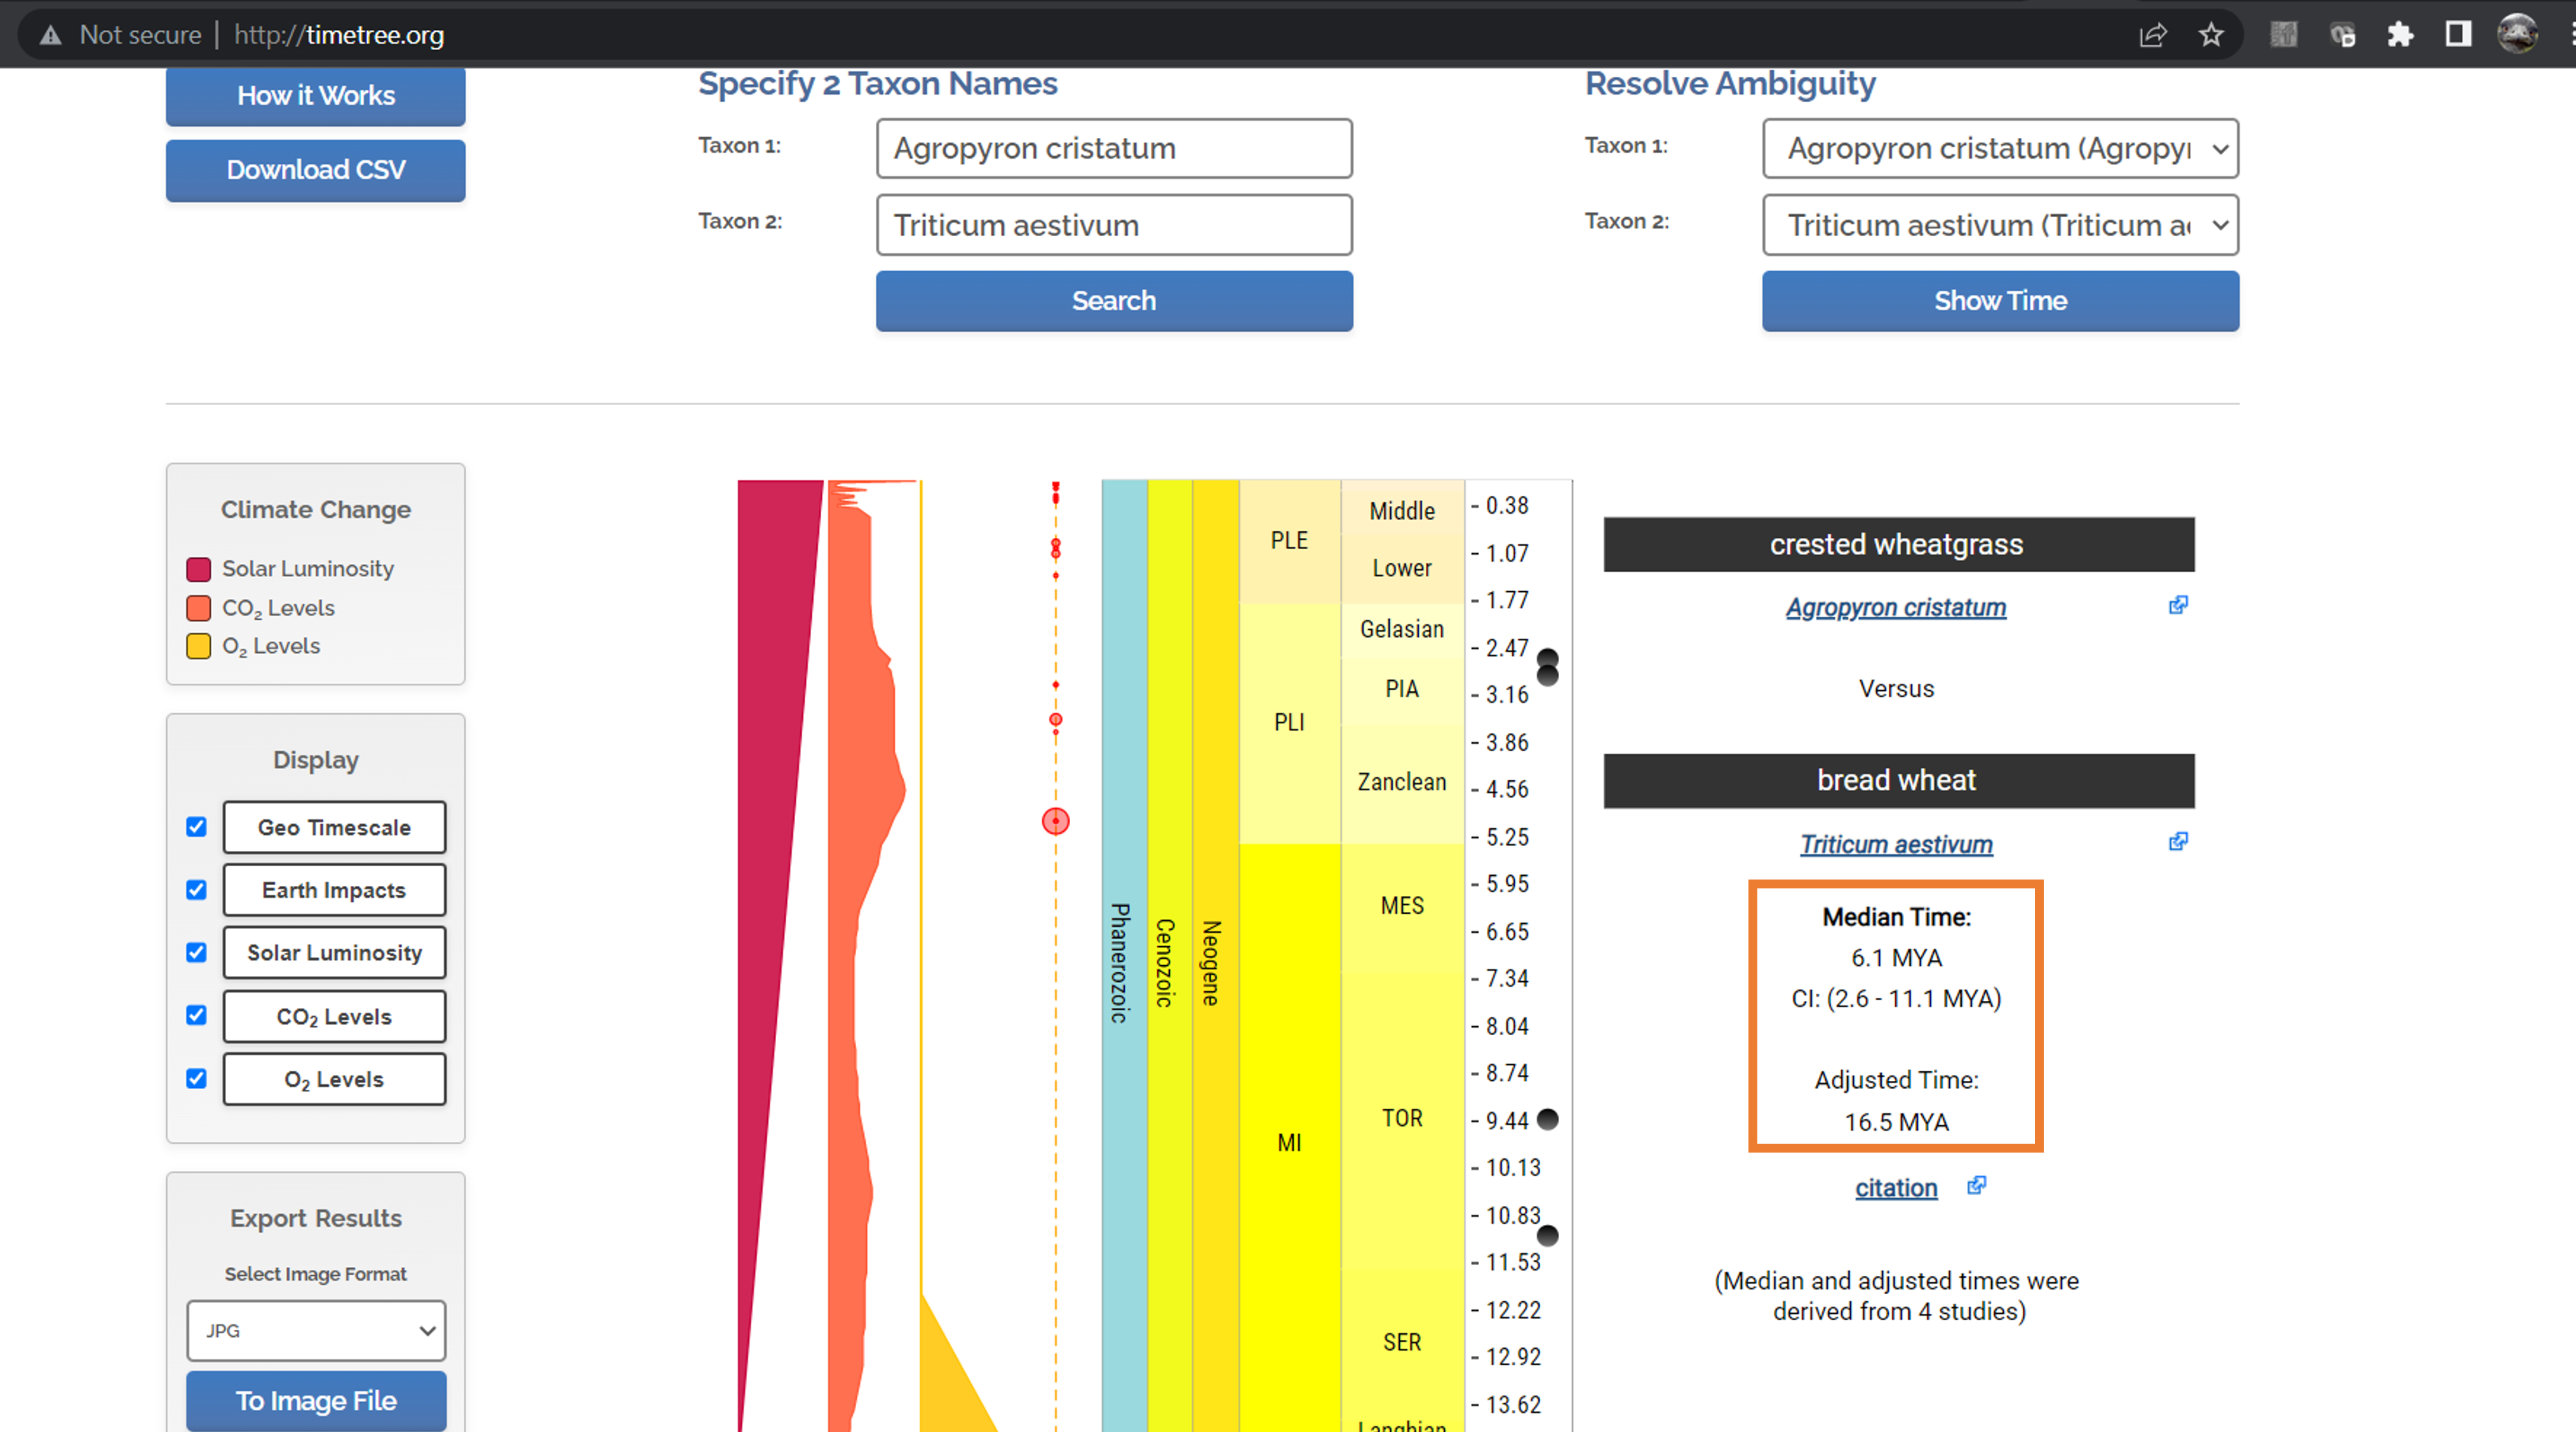 Not secure | http://timetree.org
How it Works
Download CSV
Specify 2 Taxon Names
Taxon 1: Agropyron cristatum
Taxon 2: Triticum aestivum
Search
Resolve Ambiguity
Taxon 1: Agropyron cristatum (Agropyr
Taxon 2: Triticum aestivum (Triticum ae
Show Time
Climate Change
Solar Luminosity
CO₂ Levels
O₂ Levels
Display
Geo Timescale
Earth Impacts
Solar Luminosity
CO₂ Levels
O₂ Levels
Export Results
Select Image Format
JPG
To Image File
Phanerozoic
Cenozoic
Neogene
PLE
PLI
MI
Middle
Lower
Gelasian
PIA
Zanclean
MES
TOR
SER
Langhian
- 0.38
- 1.07
- 1.77
- 2.47
- 3.16
- 3.86
- 4.56
- 5.25
- 5.95
- 6.65
- 7.34
- 8.04
- 8.74
- 9.44
- 10.13
- 10.83
- 11.53
- 12.22
- 12.92
- 13.62
crested wheatgrass
Agropyron cristatum
Versus
bread wheat
Triticum aestivum
Median Time:
6.1 MYA
CI: (2.6 - 11.1 MYA)
Adjusted Time:
16.5 MYA
citation
(Median and adjusted times were
derived from 4 studies)